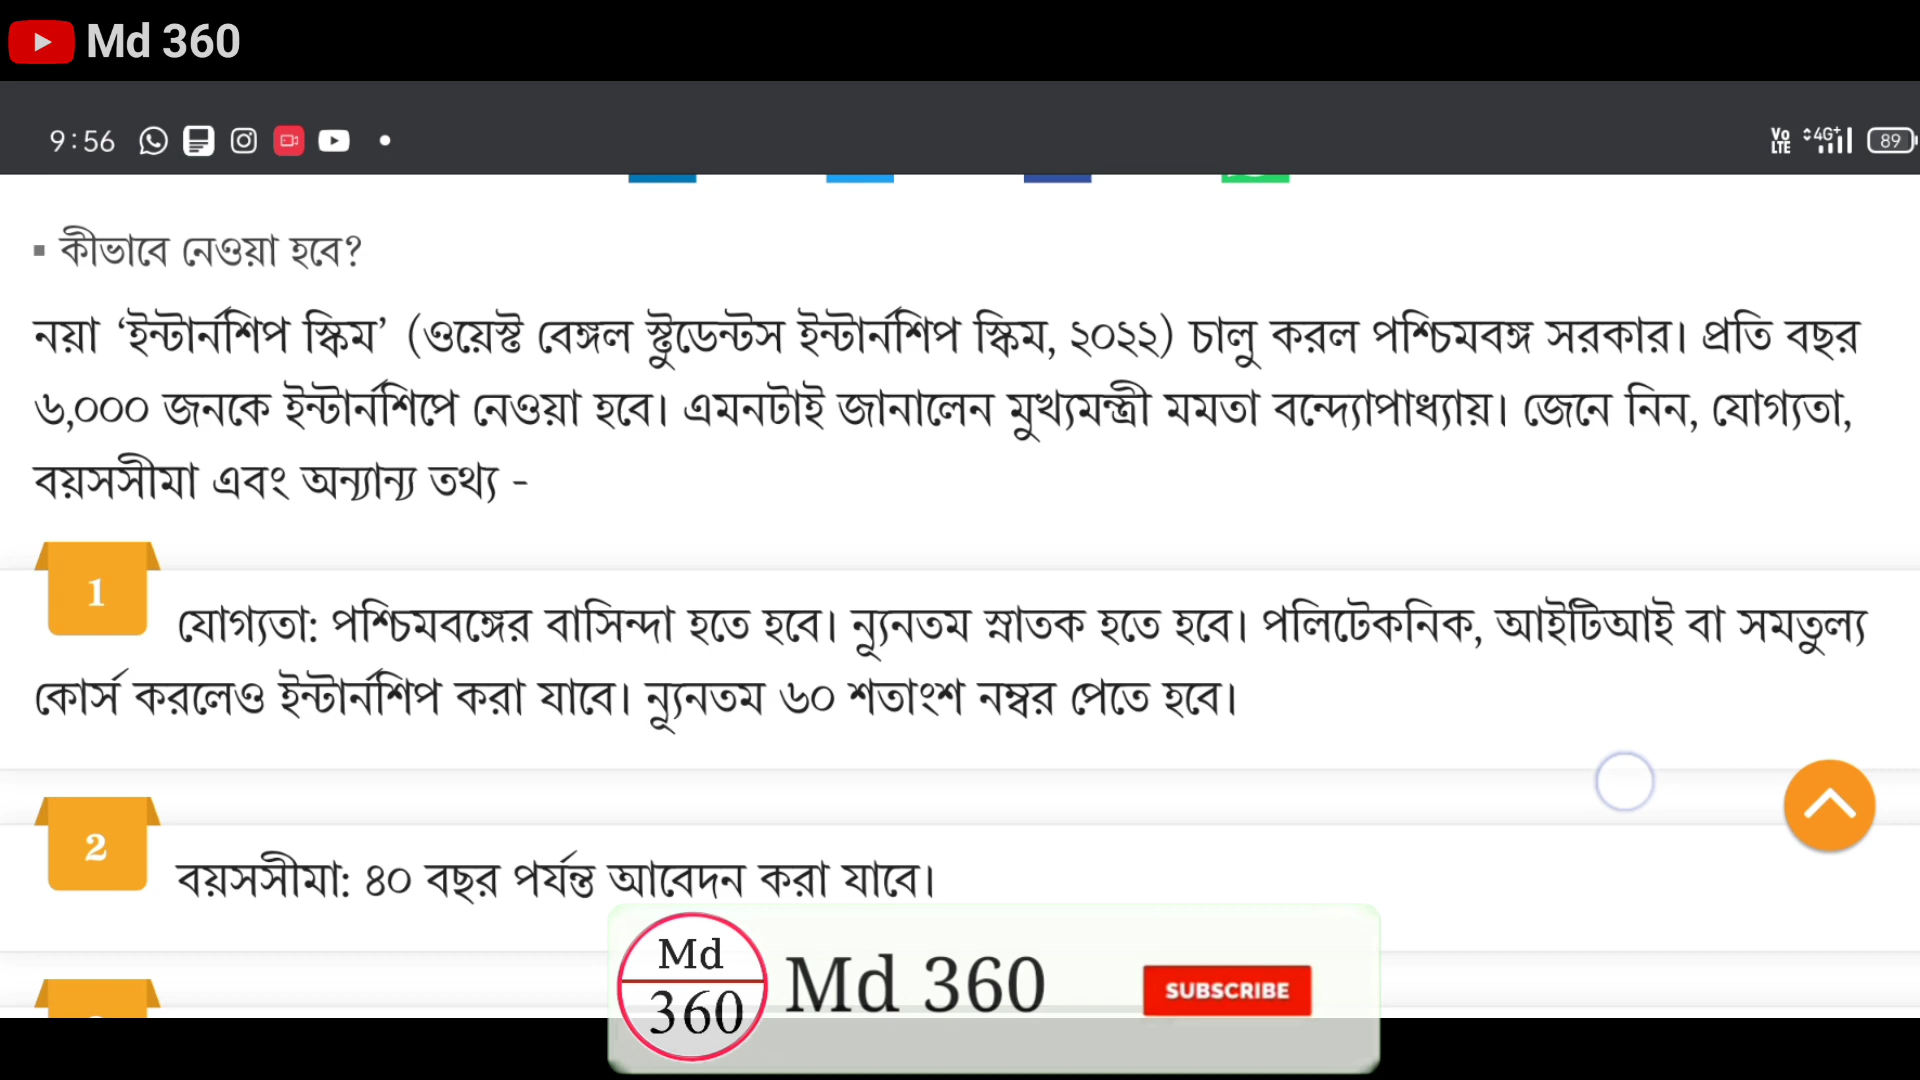 Md 360
9:56
Vo LTE 4G+ 89
▪ কীভাবে নেওয়া হবে?
নয়া ‘ইন্টার্নশিপ স্কিম’ (ওয়েস্ট বেঙ্গল স্টুডেন্টস ইন্টার্নশিপ স্কিম, ২০২২) চালু করল পশ্চিমবঙ্গ সরকার। প্রতি বছর
৬,০০০ জনকে ইন্টার্নশিপে নেওয়া হবে। এমনটাই জানালেন মুখ্যমন্ত্রী মমতা বন্দ্যোপাধ্যায়। জেনে নিন, যোগ্যতা,
বয়সসীমা এবং অন্যান্য তথ্য -
1
যোগ্যতা: পশ্চিমবঙ্গের বাসিন্দা হতে হবে। ন্যূনতম স্নাতক হতে হবে। পলিটেকনিক, আইটিআই বা সমতুল্য
কোর্স করলেও ইন্টার্নশিপ করা যাবে। ন্যূনতম ৬০ শতাংশ নম্বর পেতে হবে।
2
বয়সসীমা: ৪০ বছর পর্যন্ত আবেদন করা যাবে।
Md
360
Md 360
SUBSCRIBE